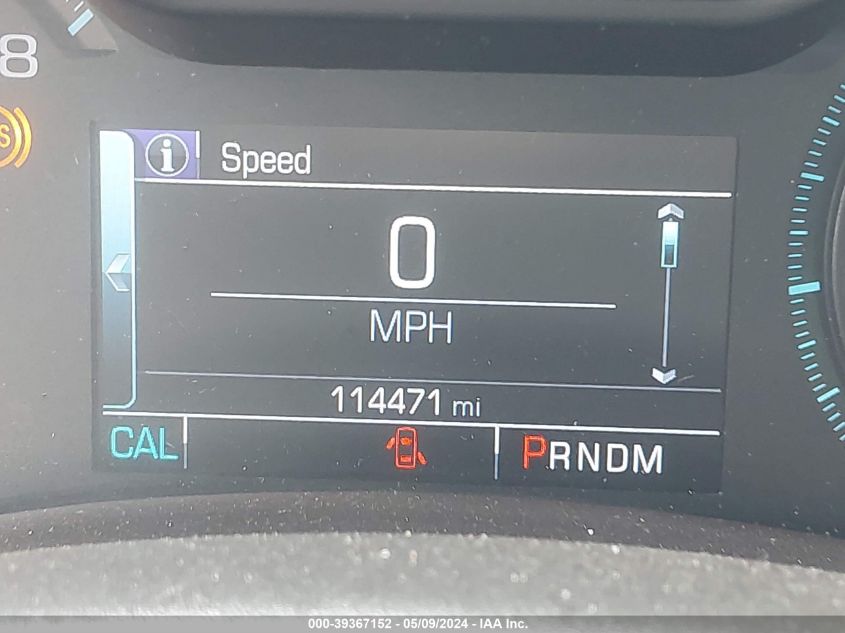 8
i Speed
0
MPH
114471 mi
CAL PRNDM
000-39367152 - 05/09/2024 - IAA Inc.